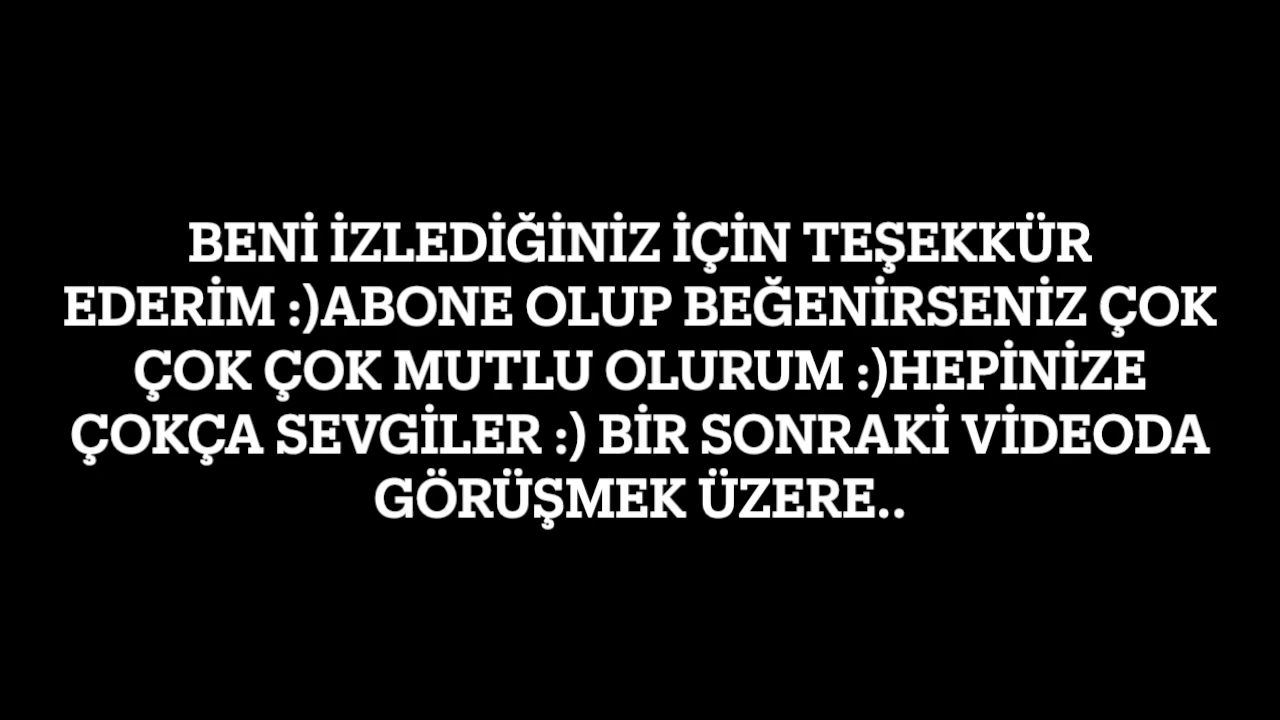 BENİ İZLEDİĞİNİZ İÇİN TEŞEKKÜR
EDERİM :)ABONE OLUP BEĞENİRSENİZ ÇOK
ÇOK ÇOK MUTLU OLURUM :)HEPİNİZE
ÇOKÇA SEVGİLER :) BİR SONRAKİ VİDEODA
GÖRÜŞMEK ÜZERE..